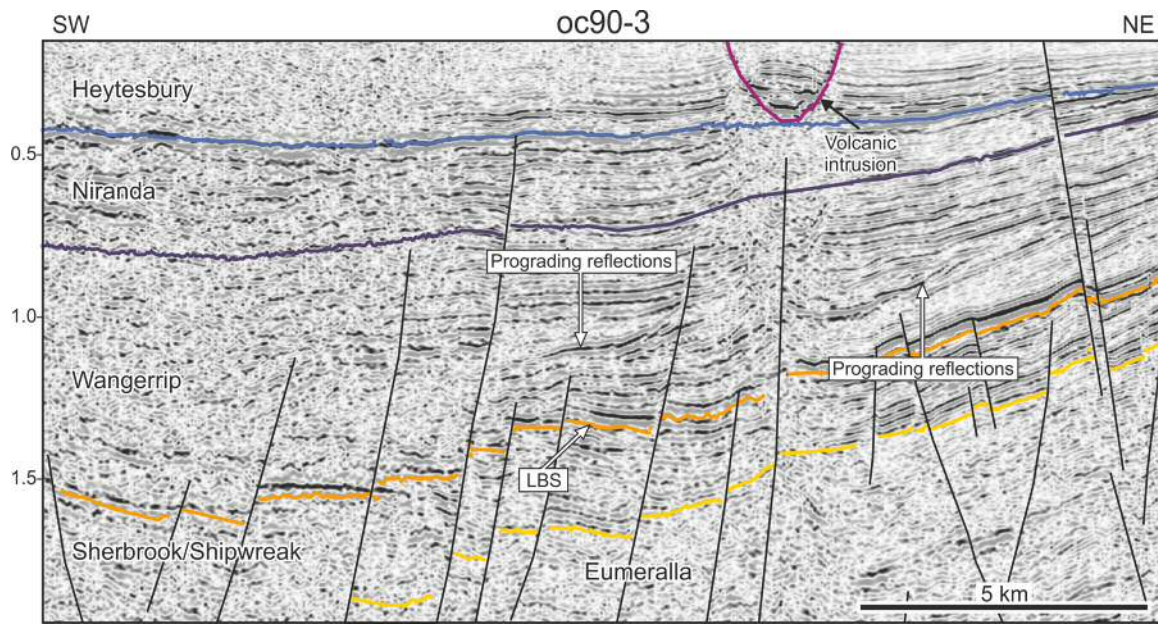 SW oc90-3 NE
Heytesbury
Volcanic
intrusion
0.5
Niranda
Prograding reflections
1.0
Prograding reflections
Wangerrip
LBS
1.5
Sherbrook/Shipwreak
Eumeralla
5 km